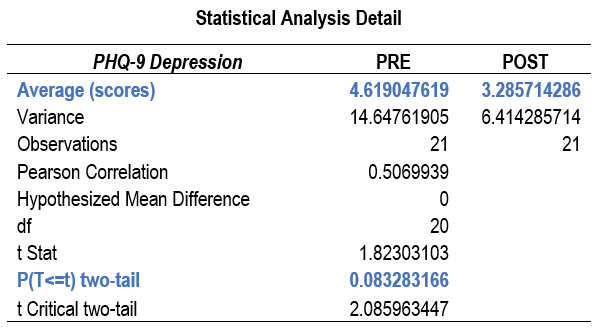 Statistical Analysis Detail
PHQ-9 Depression PRE POST
Average (scores) 4.619047619 3.285714286
Variance 14.64761905 6.414285714
Observations 21 21
Pearson Correlation 0.5069939
Hypothesized Mean Difference 0
df 20
t Stat 1.82303103
P(T<=t) two-tail 0.083283166
t Critical two-tail 2.085963447